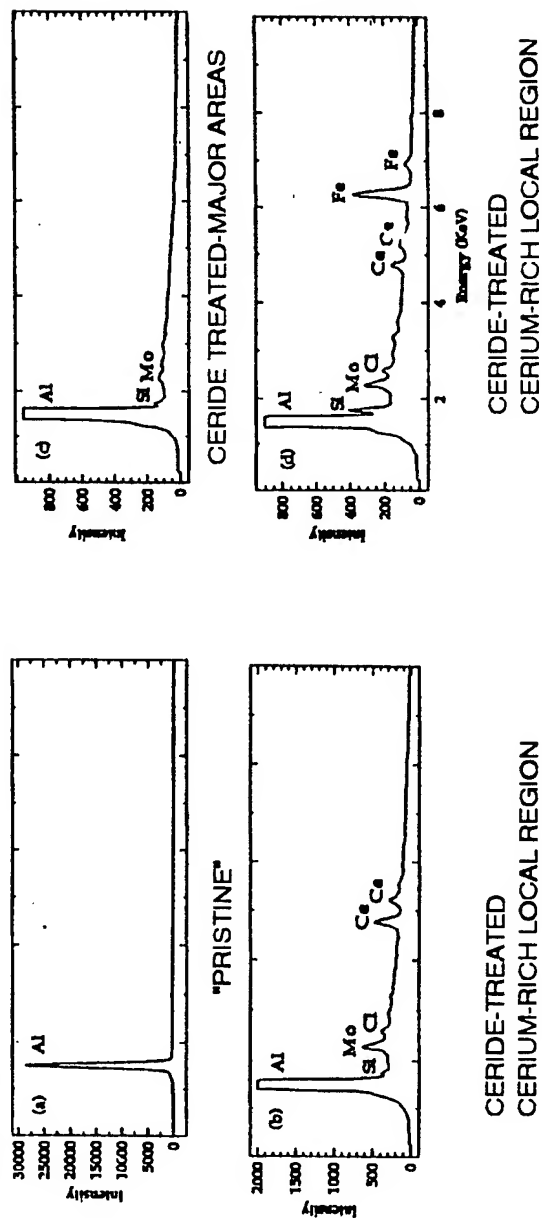 30000
25000
20000
15000
10000
5000
0
Intensity
(a)
Al
"PRISTINE"
2000
1500
1000
500
0
Intensity
(b)
Al
Si
Mo
Cl
Ce
Ce
CERIDE-TREATED
CERIUM-RICH LOCAL REGION
800
600
400
200
0
Intensity
(c)
Al
Si
Mo
CERIDE TREATED-MAJOR AREAS
800
600
400
200
0
Intensity
(d)
Al
Si
Mo
Cl
Ce
Ce
Fe
Fe
2
4
6
8
Energy (KeV)
CERIDE-TREATED
CERIUM-RICH LOCAL REGION